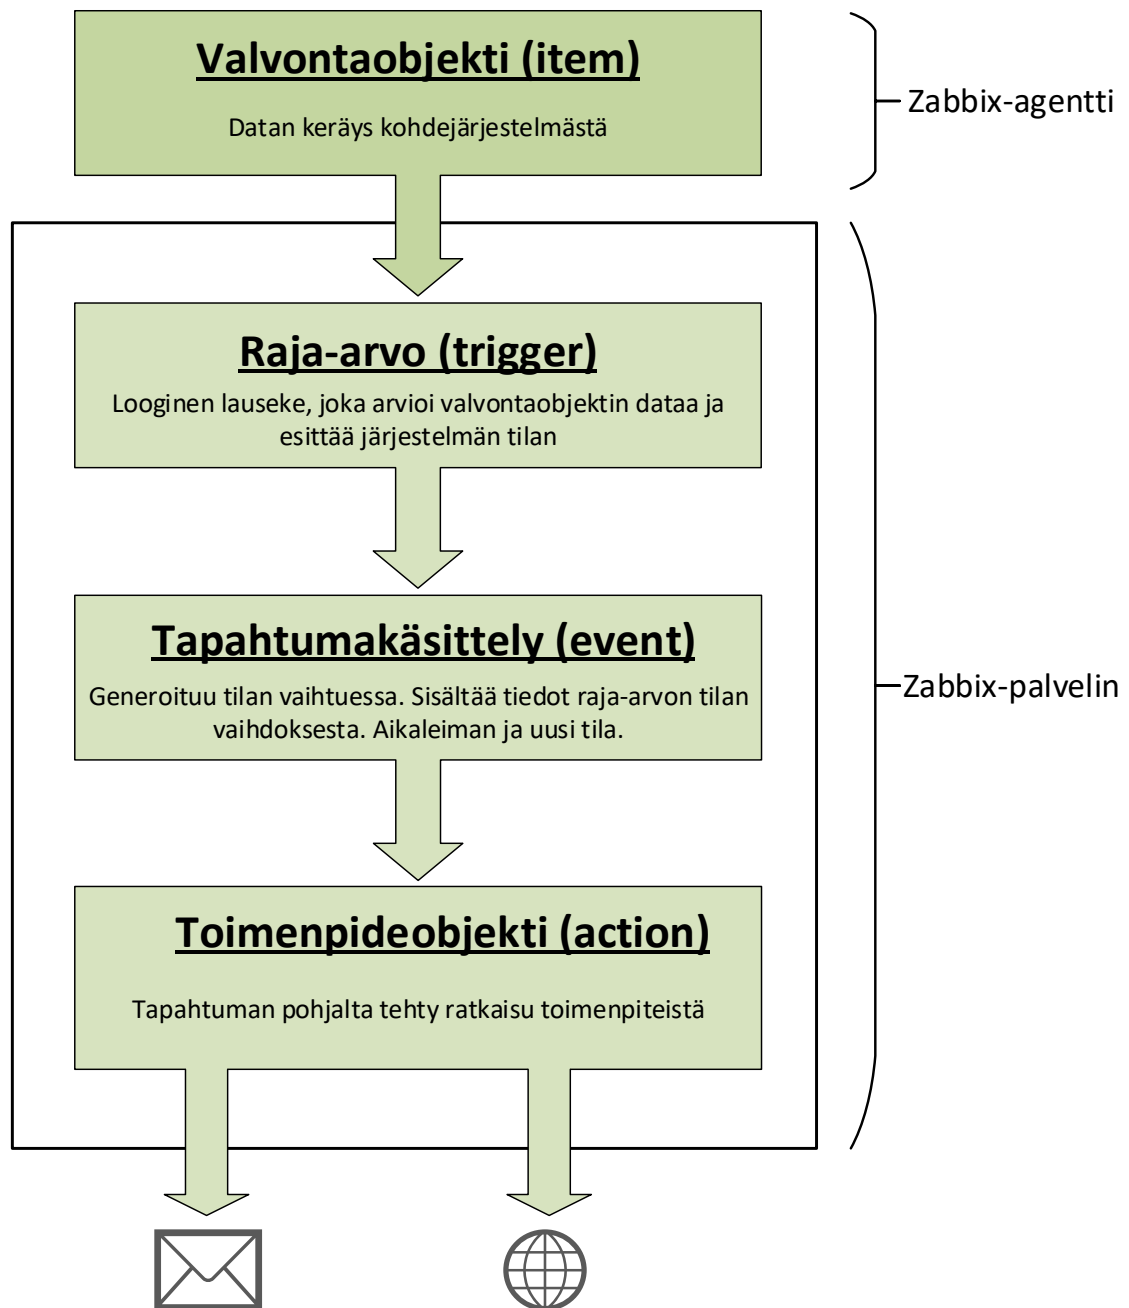 Valvontaobjekti (item)
Datan keräys kohdejärjestelmästä
Zabbix-agentti
Raja-arvo (trigger)
Looginen lauseke, joka arvioi valvontaobjektin dataa ja
esittää järjestelmän tilan
Tapahtumakäsittely (event)
Generoituu tilan vaihtuessa. Sisältää tiedot raja-arvon tilan
vaihdoksesta. Aikaleiman ja uusi tila.
Zabbix-palvelin
Toimenpideobjekti (action)
Tapahtuman pohjalta tehty ratkaisu toimenpiteistä